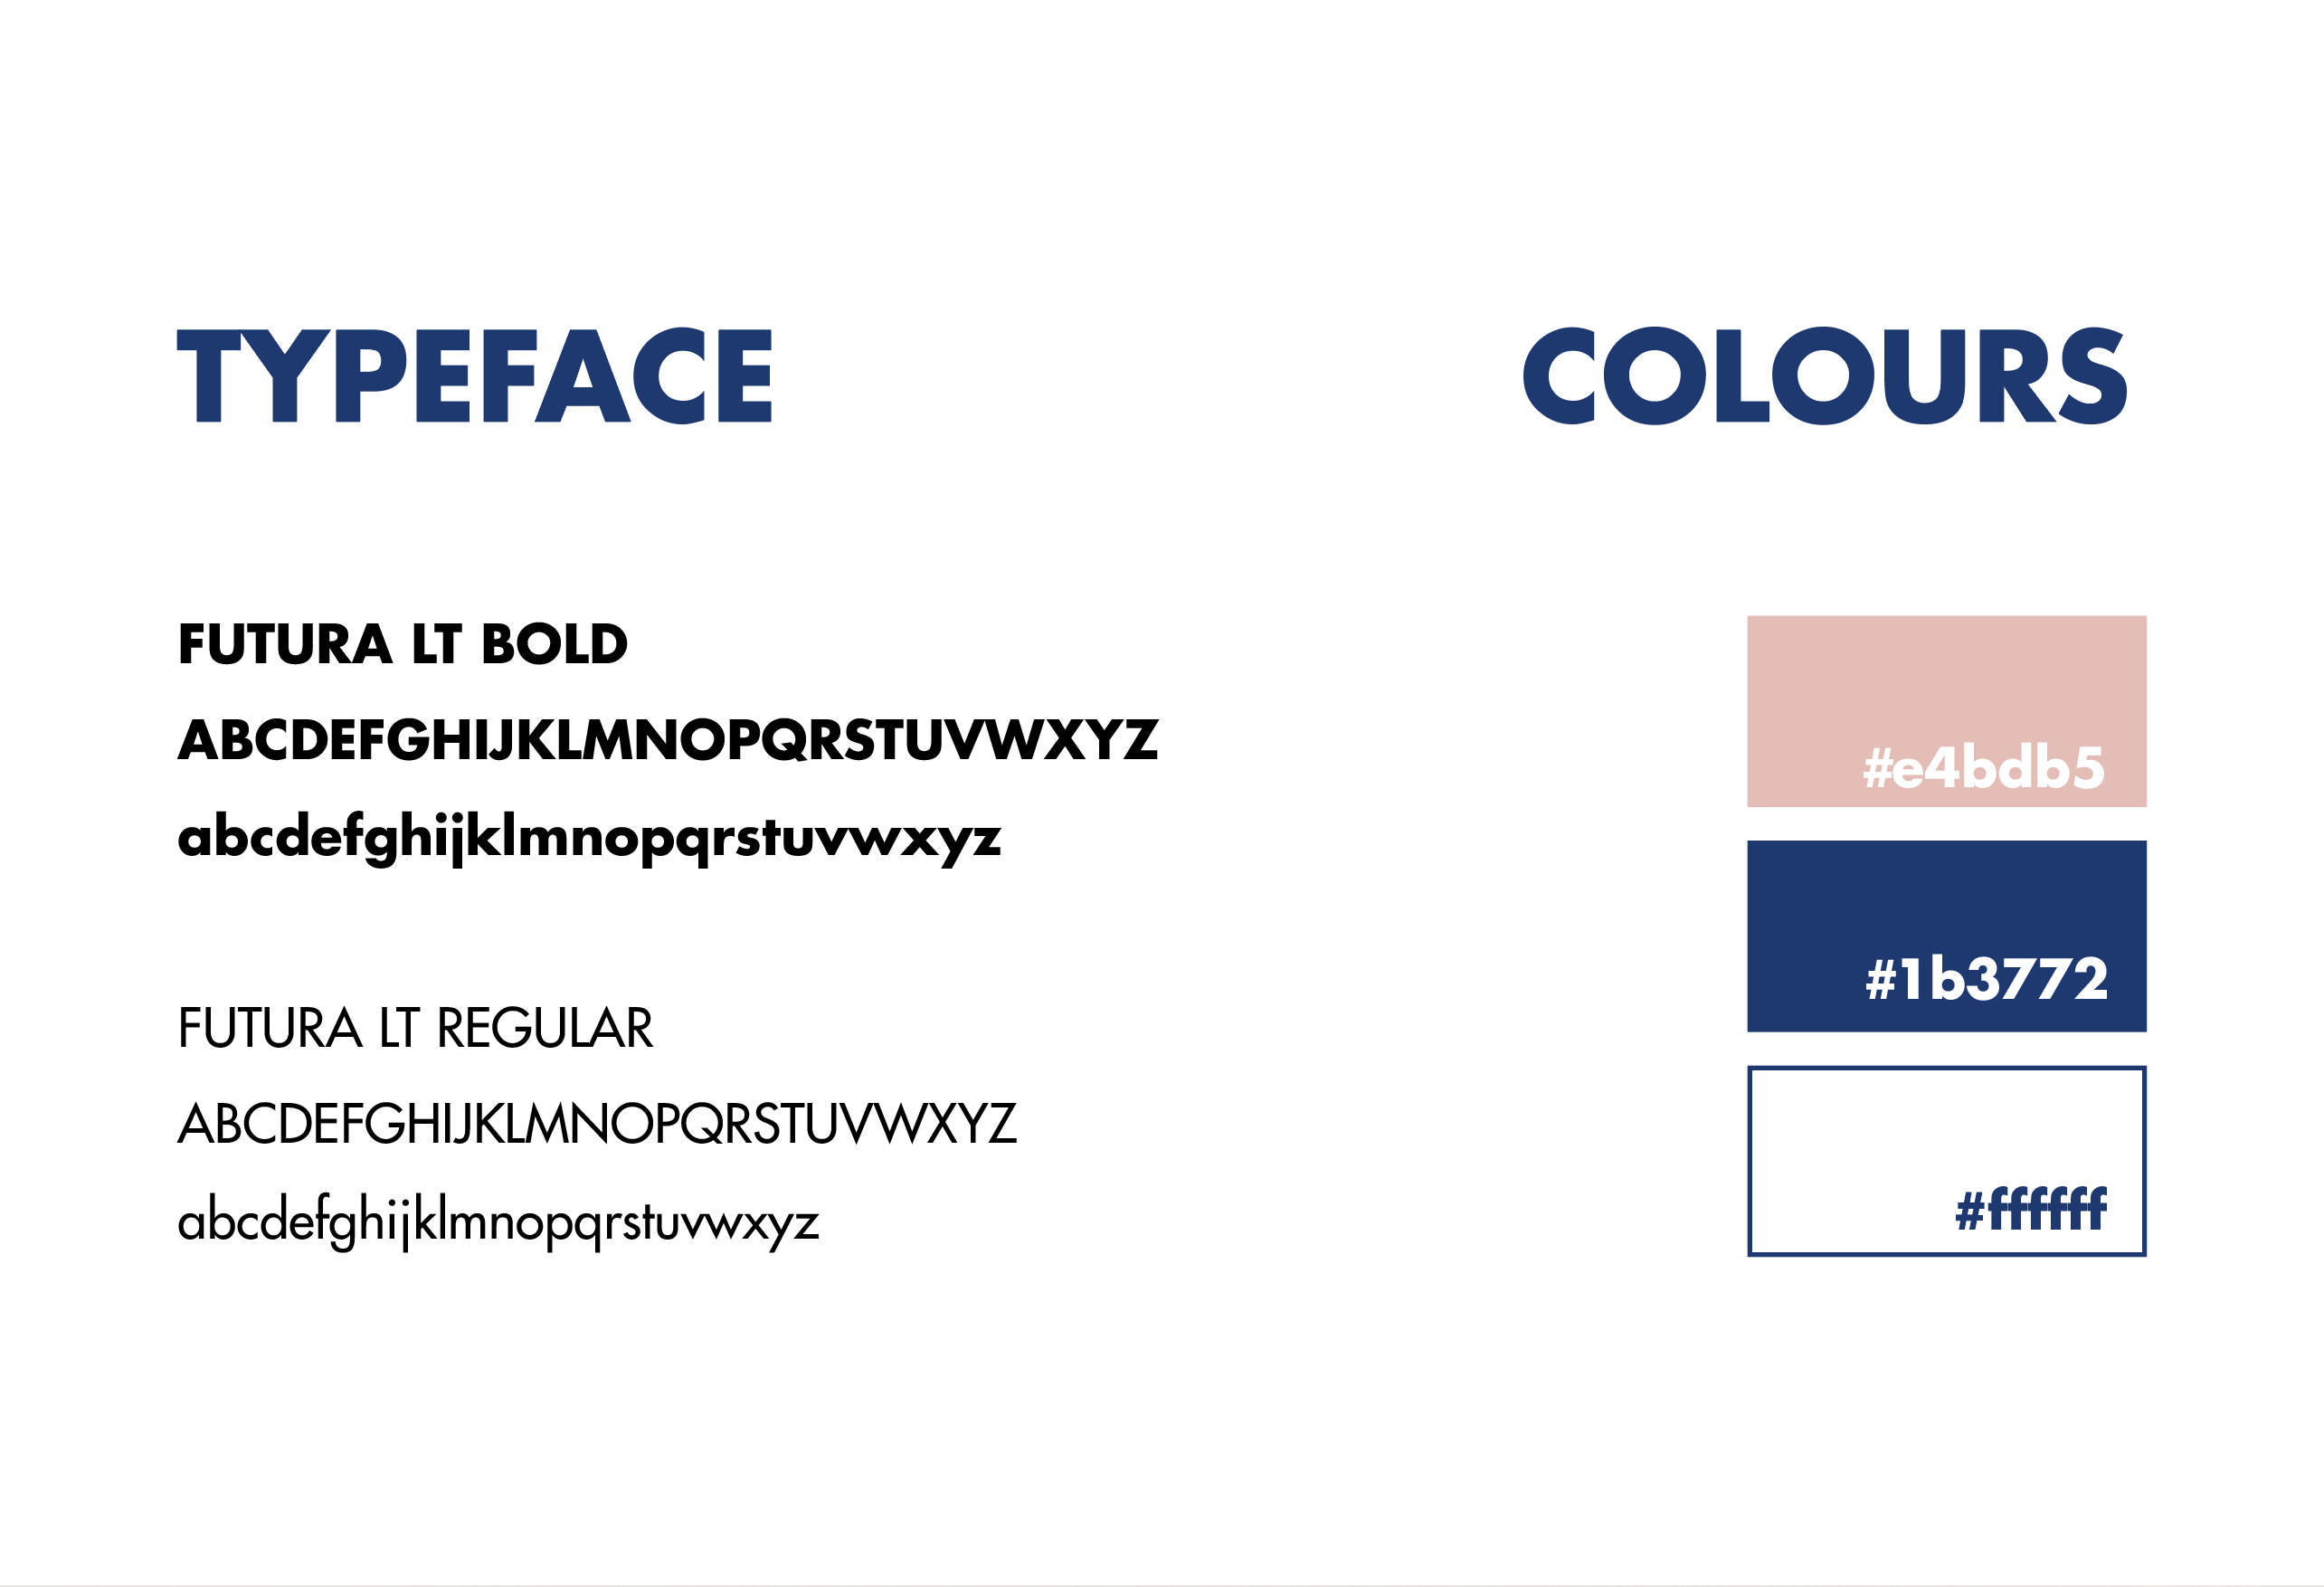 TYPEFACE
FUTURA LT BOLD
ABCDEFGHIJKLMNOPQRSTUVWXYZ
abcdefghijklmnopqrstuvwxyz
FUTURA LT REGULAR
ABCDEFGHIJKLMNOPQRSTUVWXYZ
abcdefghijklmnopqrstuvwxyz
COLOURS
#e4bdb5
#1b3772
#ffffff